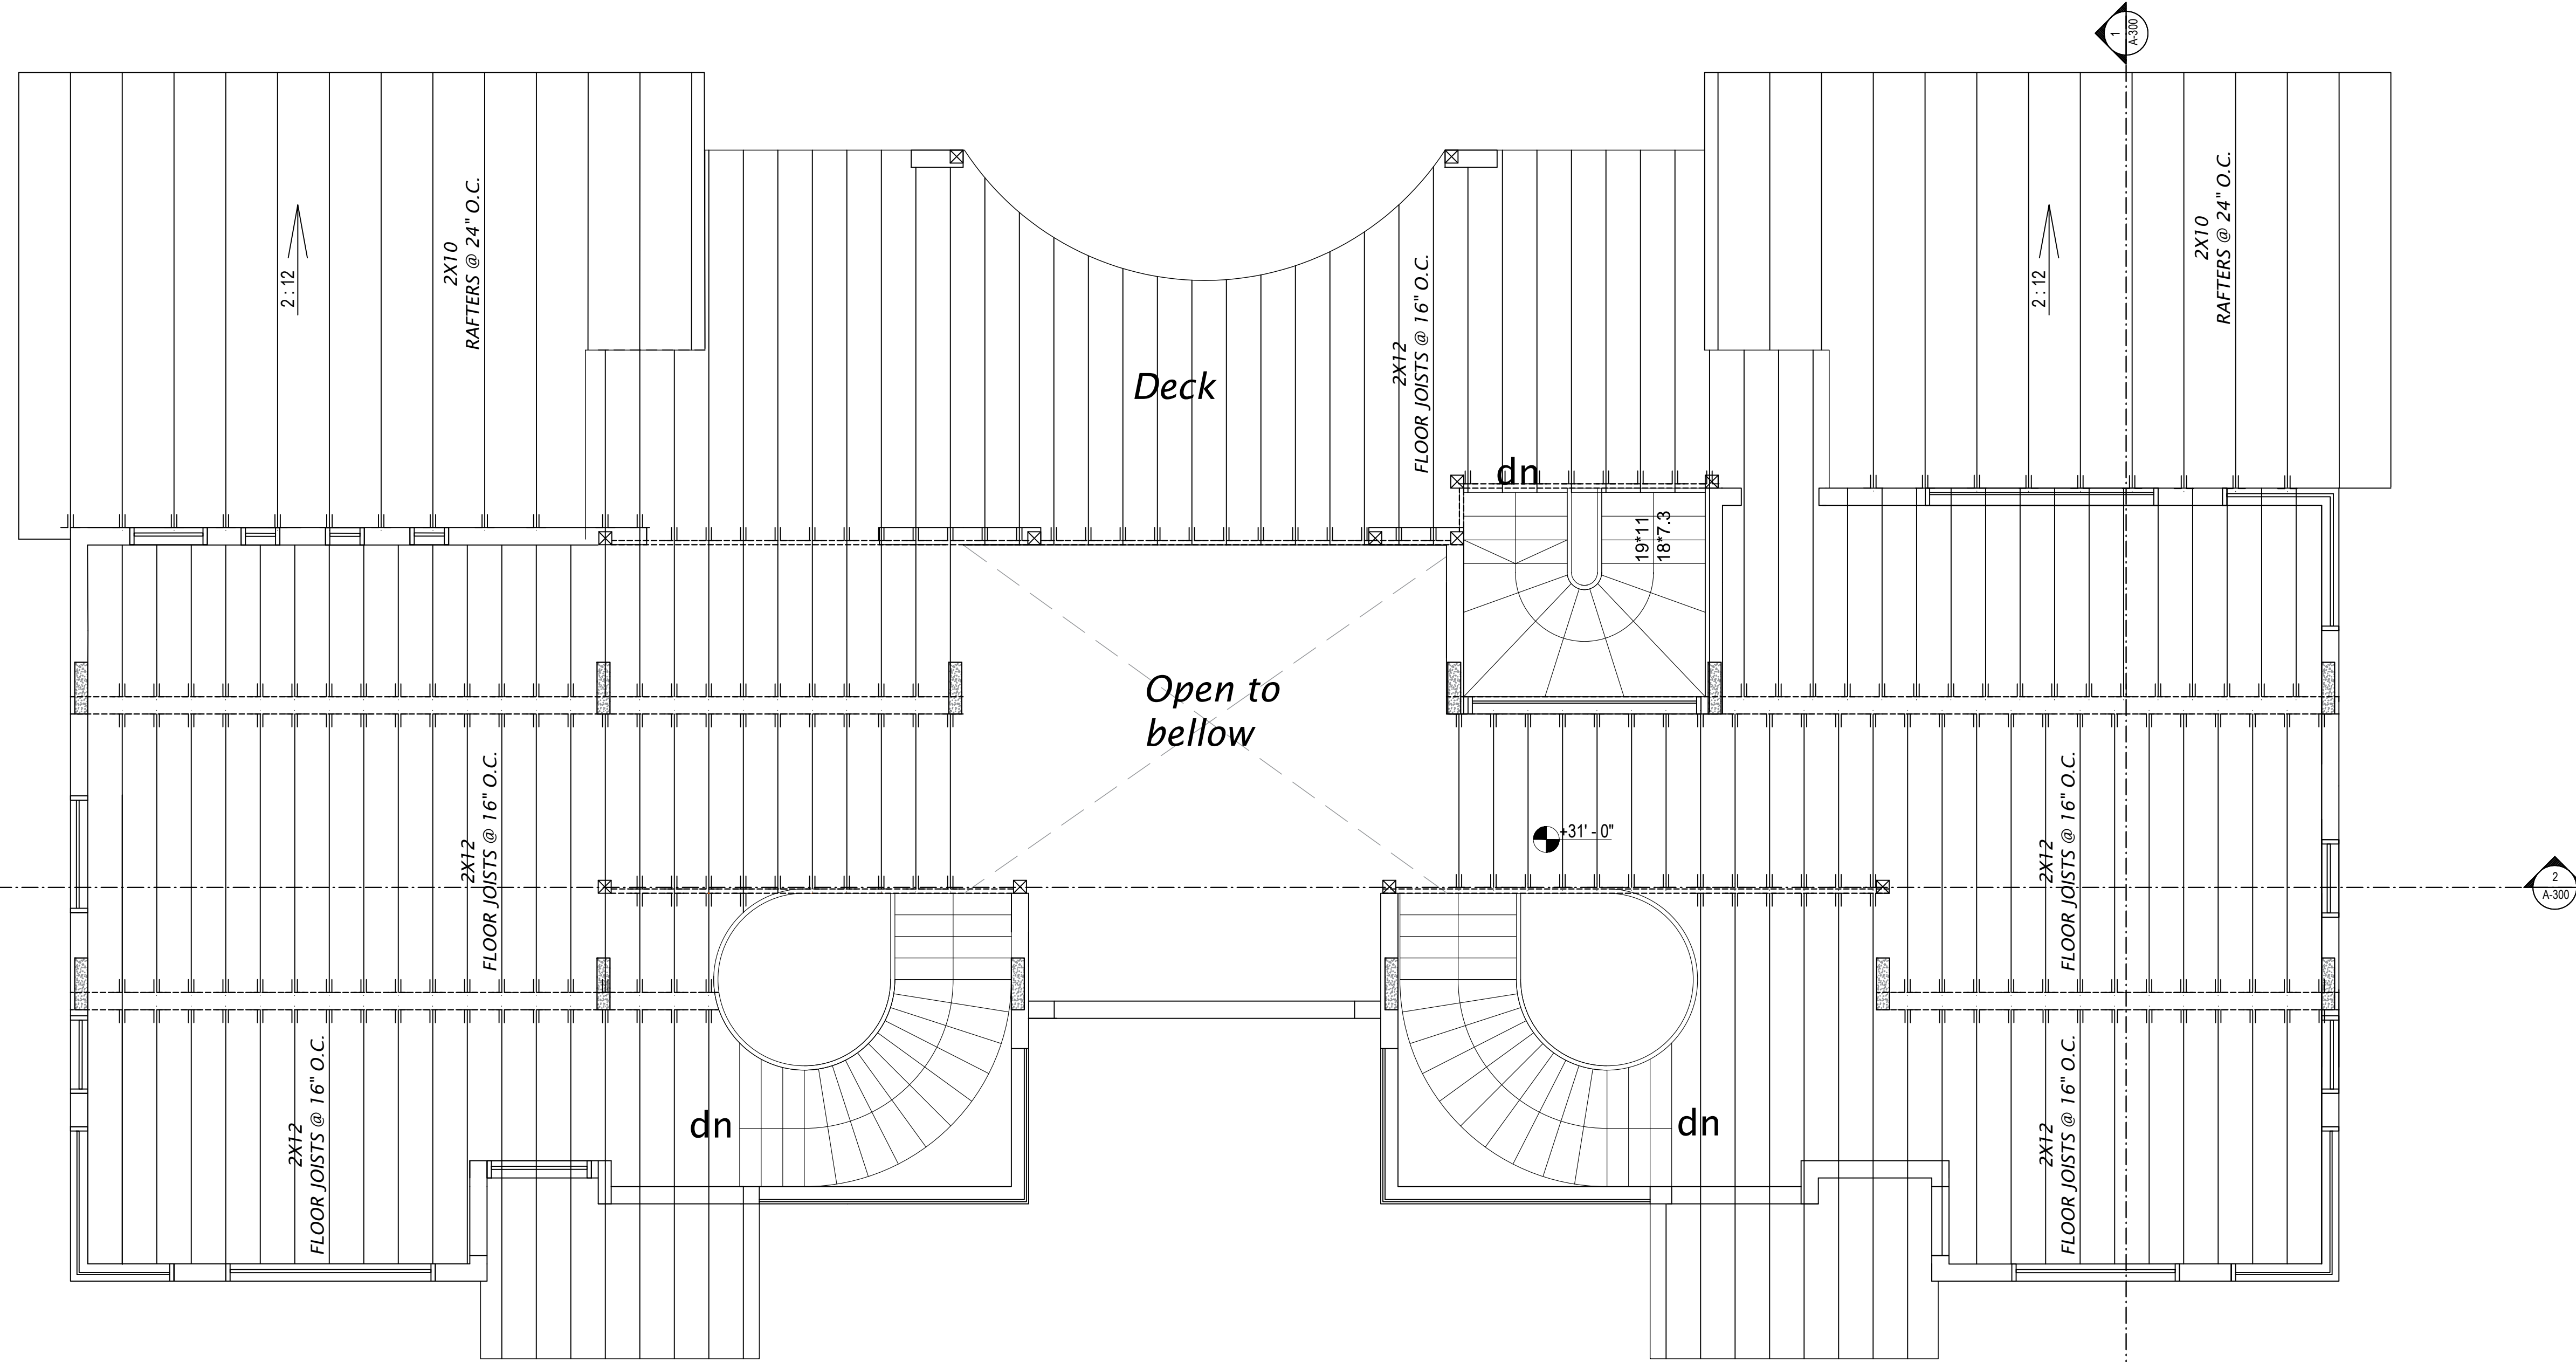 1
A-300
2 : 12
2X10
RAFTERS @ 24" O.C.
2X12
FLOOR JOISTS @ 16" O.C.
2 : 12
2X10
RAFTERS @ 24" O.C.
Deck
dn
19*11
18*7.3
Open to
bellow
2X12
FLOOR JOISTS @ 16" O.C.
+31' - 0"
2X12
FLOOR JOISTS @ 16" O.C.
2
A-300
2X12
FLOOR JOISTS @ 16" O.C.
dn
dn
2X12
FLOOR JOISTS @ 16" O.C.